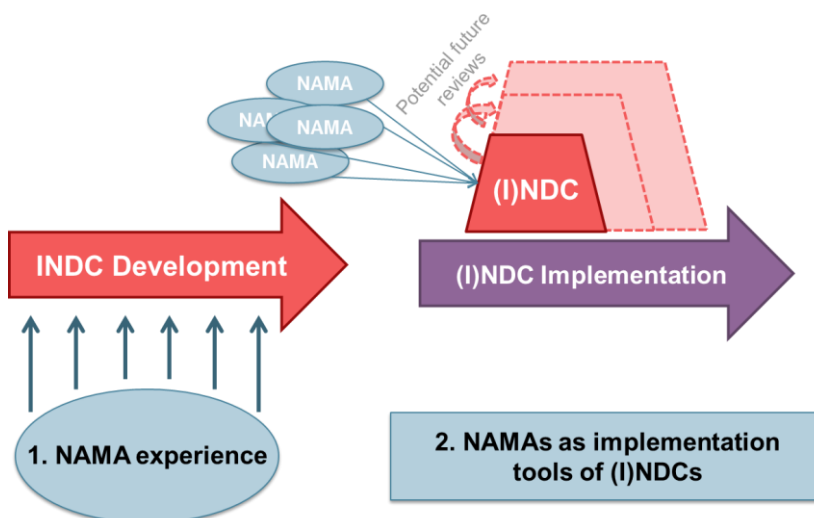 NAMA
NAMA
NAMA
NAMA
Potential future
reviews
(I)NDC
INDC Development
(I)NDC Implementation
1. NAMA experience
2. NAMAs as implementation
tools of (I)NDCs